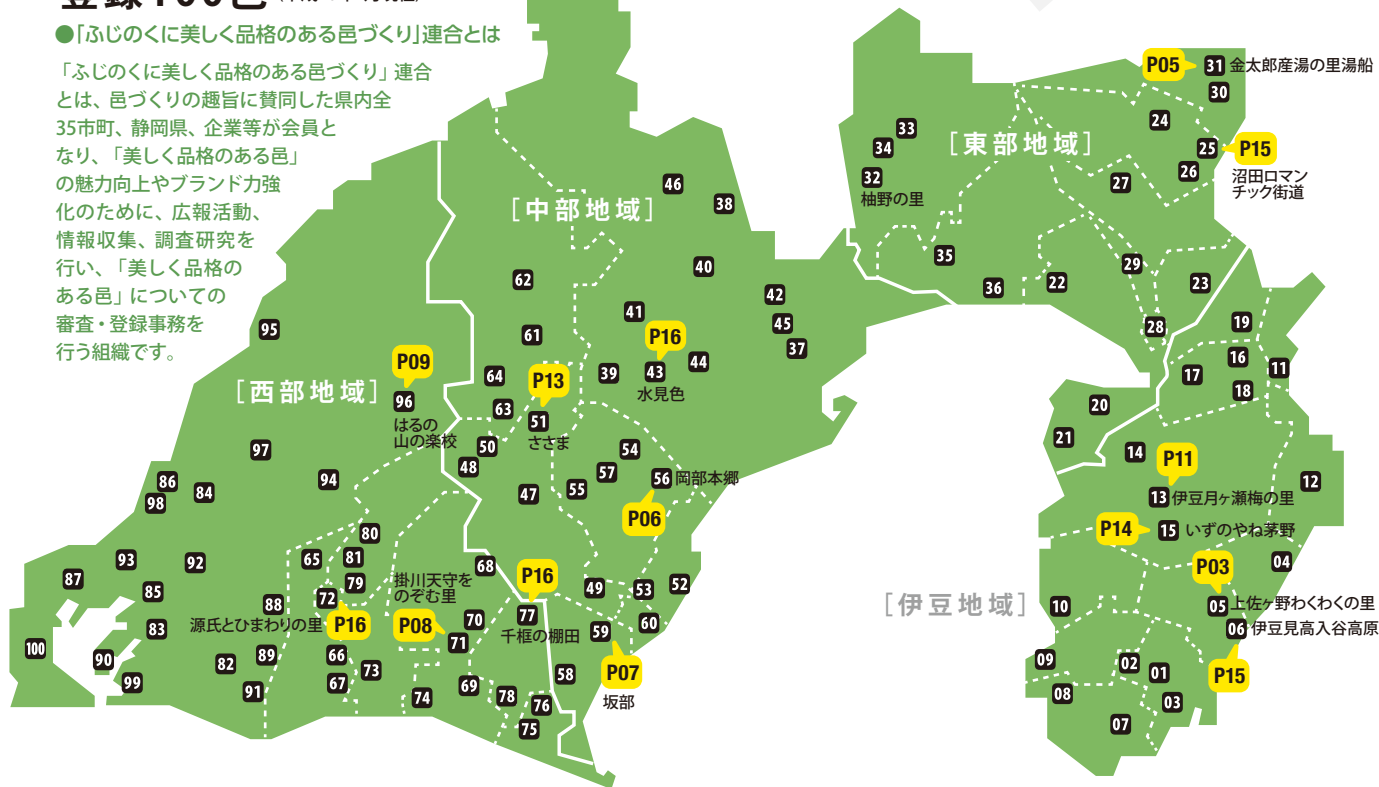 登録100邑
●「ふじのくに美しく品格のある邑づくり」連合とは
「ふじのくに美しく品格のある邑づくり」連合
とは、邑づくりの趣旨に賛同した県内全
35市町、静岡県、企業等が会員と
なり、「美しく品格のある邑」
の魅力向上やブランド力強
化のために、広報活動、
情報収集、調査研究を
行い、「美しく品格の
ある邑」についての
審査・登録事務を
行う組織です。
[西部地域]
95
P09
96
はるの
山の楽校
97
94
86
98
84
80
81
65
79
93
92
87
85
72
88
源氏とひまわりの里
P16
83
100
90
99
82
89
91
66
67
73
74
掛川天守を
のぞむ里
P08
70
71
68
69
78
76
75
P16
77
千框の棚田
[中部地域]
46
38
40
62
41
42
45
37
61
P16
43
水見色
44
39
64
P13
63
51
ささま
50
48
47
54
57
55
56
岡部本郷
P06
49
53
52
59
60
P07
坂部
58
[東部地域]
P05
31
金太郎産湯の里湯船
30
24
25
P15
沼田ロマン
チック街道
26
27
33
34
32
柚野の里
35
36
22
29
23
28
[伊豆地域]
19
16
11
17
18
20
21
14
P11
13
伊豆月ヶ瀬梅の里
12
P14
15
いずのやね茅野
P03
04
05
上佐ヶ野わくわくの里
06
伊豆見高入谷高原
P15
10
09
02
01
08
03
07